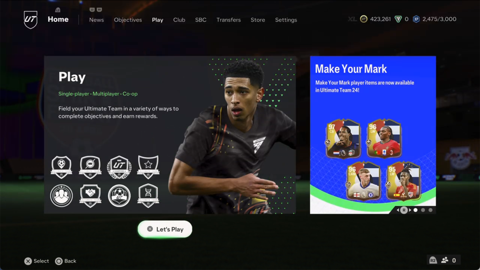 UT
Home
News
Objectives
Play
Club
SBC
Transfers
Store
Settings
423,261
0
2,475/3,000
Play
Single-player • Multiplayer • Co-op
Field your Ultimate Team in a variety of ways to
complete objectives and earn rewards.
UT
Let's Play
Make Your Mark
Make Your Mark player items are now available
in Ultimate Team 24!
97
96
Select
Back
0